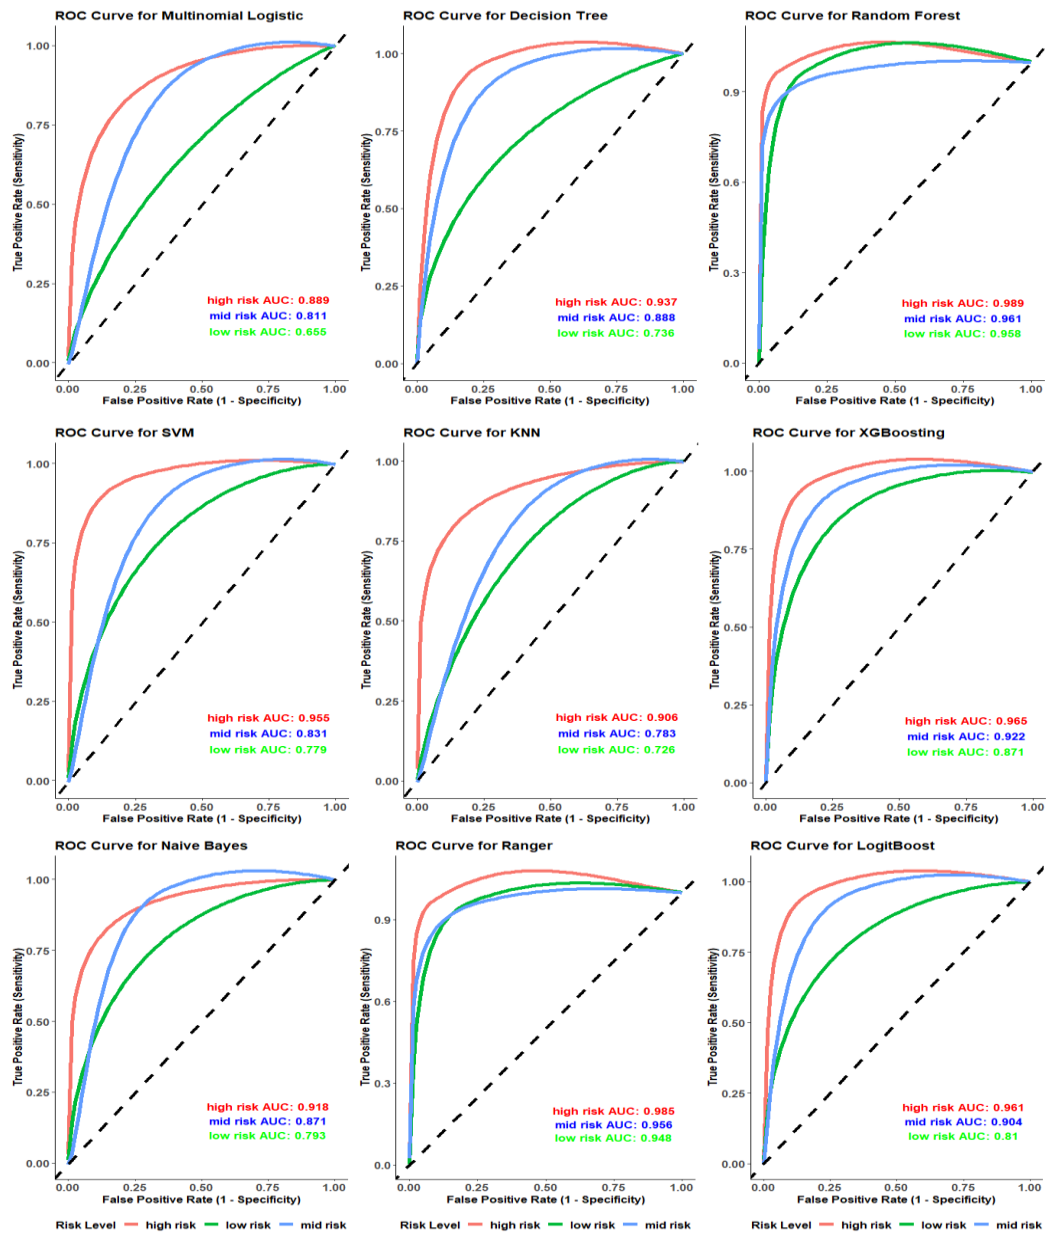 ROC Curve for Multinomial Logistic
True Positive Rate (Sensitivity)
1.00
0.75
0.50
0.25
0.00
high risk AUC: 0.889
mid risk AUC: 0.811
low risk AUC: 0.655
0.00 0.25 0.50 0.75 1.00
False Positive Rate (1 - Specificity)
ROC Curve for Decision Tree
True Positive Rate (Sensitivity)
1.00
0.75
0.50
0.25
0.00
high risk AUC: 0.937
mid risk AUC: 0.888
low risk AUC: 0.736
0.00 0.25 0.50 0.75 1.00
False Positive Rate (1 - Specificity)
ROC Curve for Random Forest
True Positive Rate (Sensitivity)
0.9
0.6
0.3
0.0
high risk AUC: 0.989
mid risk AUC: 0.961
low risk AUC: 0.958
0.00 0.25 0.50 0.75 1.00
False Positive Rate (1 - Specificity)
ROC Curve for SVM
True Positive Rate (Sensitivity)
1.00
0.75
0.50
0.25
0.00
high risk AUC: 0.955
mid risk AUC: 0.831
low risk AUC: 0.779
0.00 0.25 0.50 0.75 1.00
False Positive Rate (1 - Specificity)
ROC Curve for KNN
True Positive Rate (Sensitivity)
1.00
0.75
0.50
0.25
0.00
high risk AUC: 0.906
mid risk AUC: 0.783
low risk AUC: 0.726
0.00 0.25 0.50 0.75 1.00
False Positive Rate (1 - Specificity)
ROC Curve for XGBoosting
True Positive Rate (Sensitivity)
1.00
0.75
0.50
0.25
0.00
high risk AUC: 0.965
mid risk AUC: 0.922
low risk AUC: 0.871
0.00 0.25 0.50 0.75 1.00
False Positive Rate (1 - Specificity)
ROC Curve for Naive Bayes
True Positive Rate (Sensitivity)
1.00
0.75
0.50
0.25
0.00
high risk AUC: 0.918
mid risk AUC: 0.871
low risk AUC: 0.793
0.00 0.25 0.50 0.75 1.00
False Positive Rate (1 - Specificity)
Risk Level high risk low risk mid risk
ROC Curve for Ranger
True Positive Rate (Sensitivity)
0.9
0.6
0.3
0.0
high risk AUC: 0.985
mid risk AUC: 0.956
low risk AUC: 0.948
0.00 0.25 0.50 0.75 1.00
False Positive Rate (1 - Specificity)
Risk Level high risk low risk mid risk
ROC Curve for LogitBoost
True Positive Rate (Sensitivity)
1.00
0.75
0.50
0.25
0.00
high risk AUC: 0.961
mid risk AUC: 0.904
low risk AUC: 0.81
0.00 0.25 0.50 0.75 1.00
False Positive Rate (1 - Specificity)
Risk Level high risk low risk mid risk